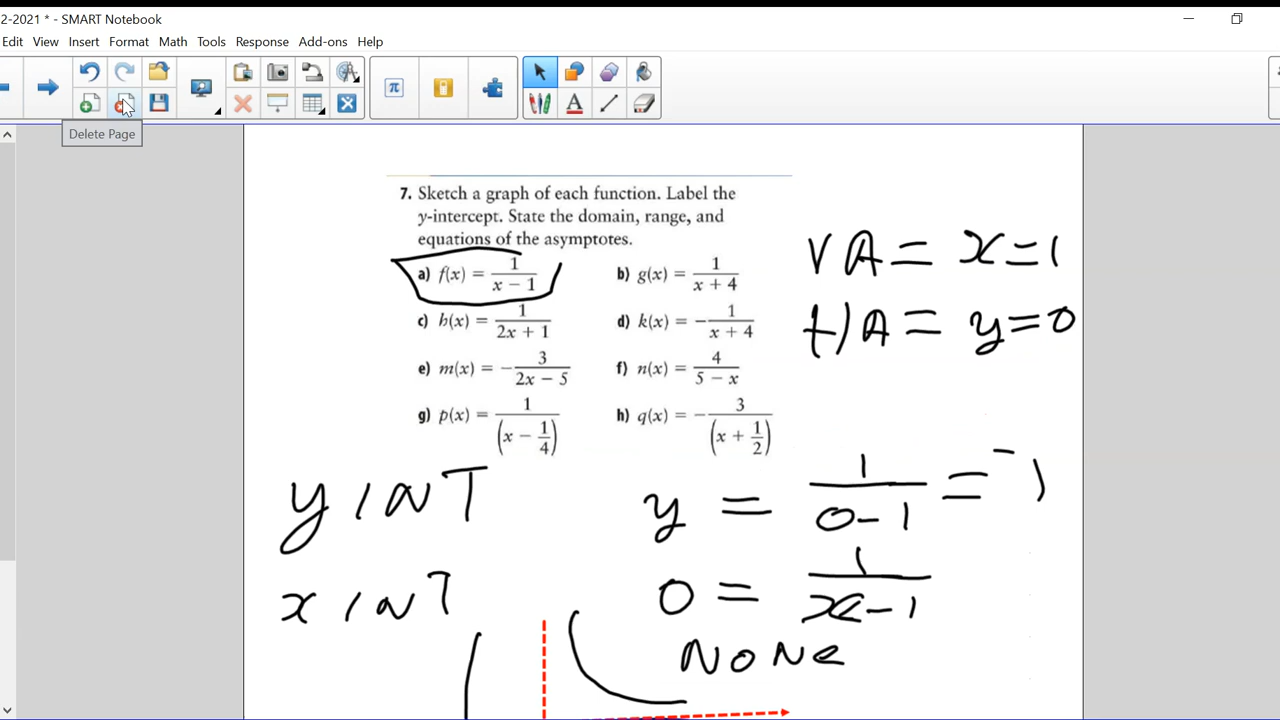 2-2021 * - SMART Notebook
Edit View Insert Format Math Tools Response Add-ons Help
π
A
Delete Page
7. Sketch a graph of each function. Label the
y-intercept. State the domain, range, and
equations of the asymptotes.
a) f(x) = 1/(x − 1)
b) g(x) = 1/(x + 4)
c) h(x) = 1/(2x + 1)
d) k(x) = −1/(x + 4)
e) m(x) = −3/(2x − 5)
f) n(x) = 4/(5 − x)
g) p(x) = 1/(x − 1/4)
h) q(x) = −3/(x + 1/2)
VA = x = 1
HA = y = 0
y INT y = 1/(0 − 1) = -1
x INT 0 = 1/(x − 1)
NONE